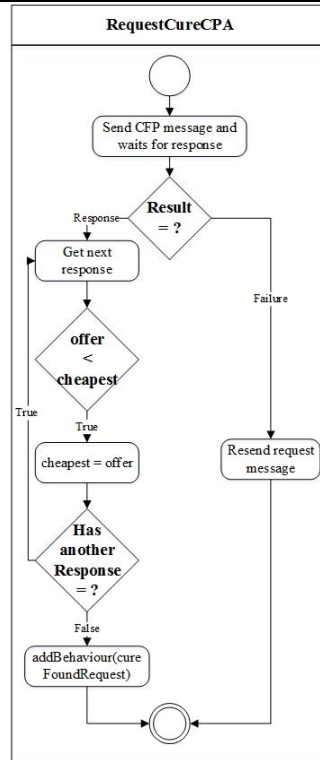 RequestCureCPA
Send CFP message and
waits for response
Result
= ?
Response
Get next
response
Failure
offer
<
cheapest
True
True
cheapest = offer
Resend request
message
Has
another
Response
= ?
False
addBehaviour(cure
FoundRequest)